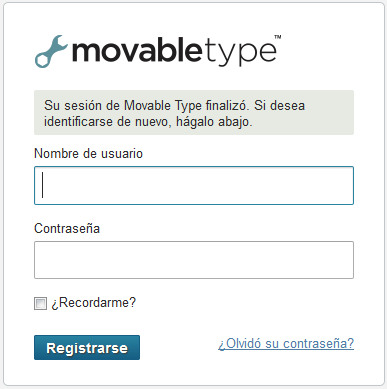 movabletype™
Su sesión de Movable Type finalizó. Si desea
identificarse de nuevo, hágalo abajo.
Nombre de usuario
Contraseña
¿Recordarme?
Registrarse
¿Olvidó su contraseña?